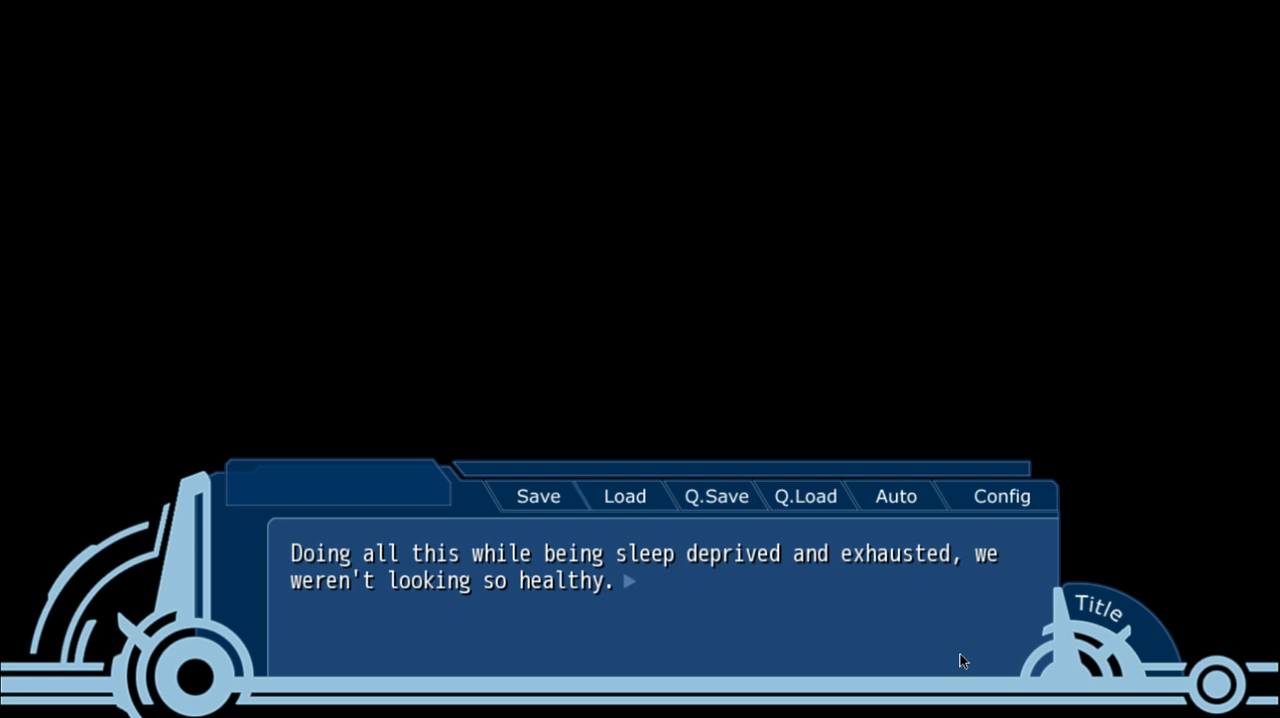 Save Load Q.Save Q.Load Auto Config
Doing all this while being sleep deprived and exhausted, we
weren't looking so healthy.
Title